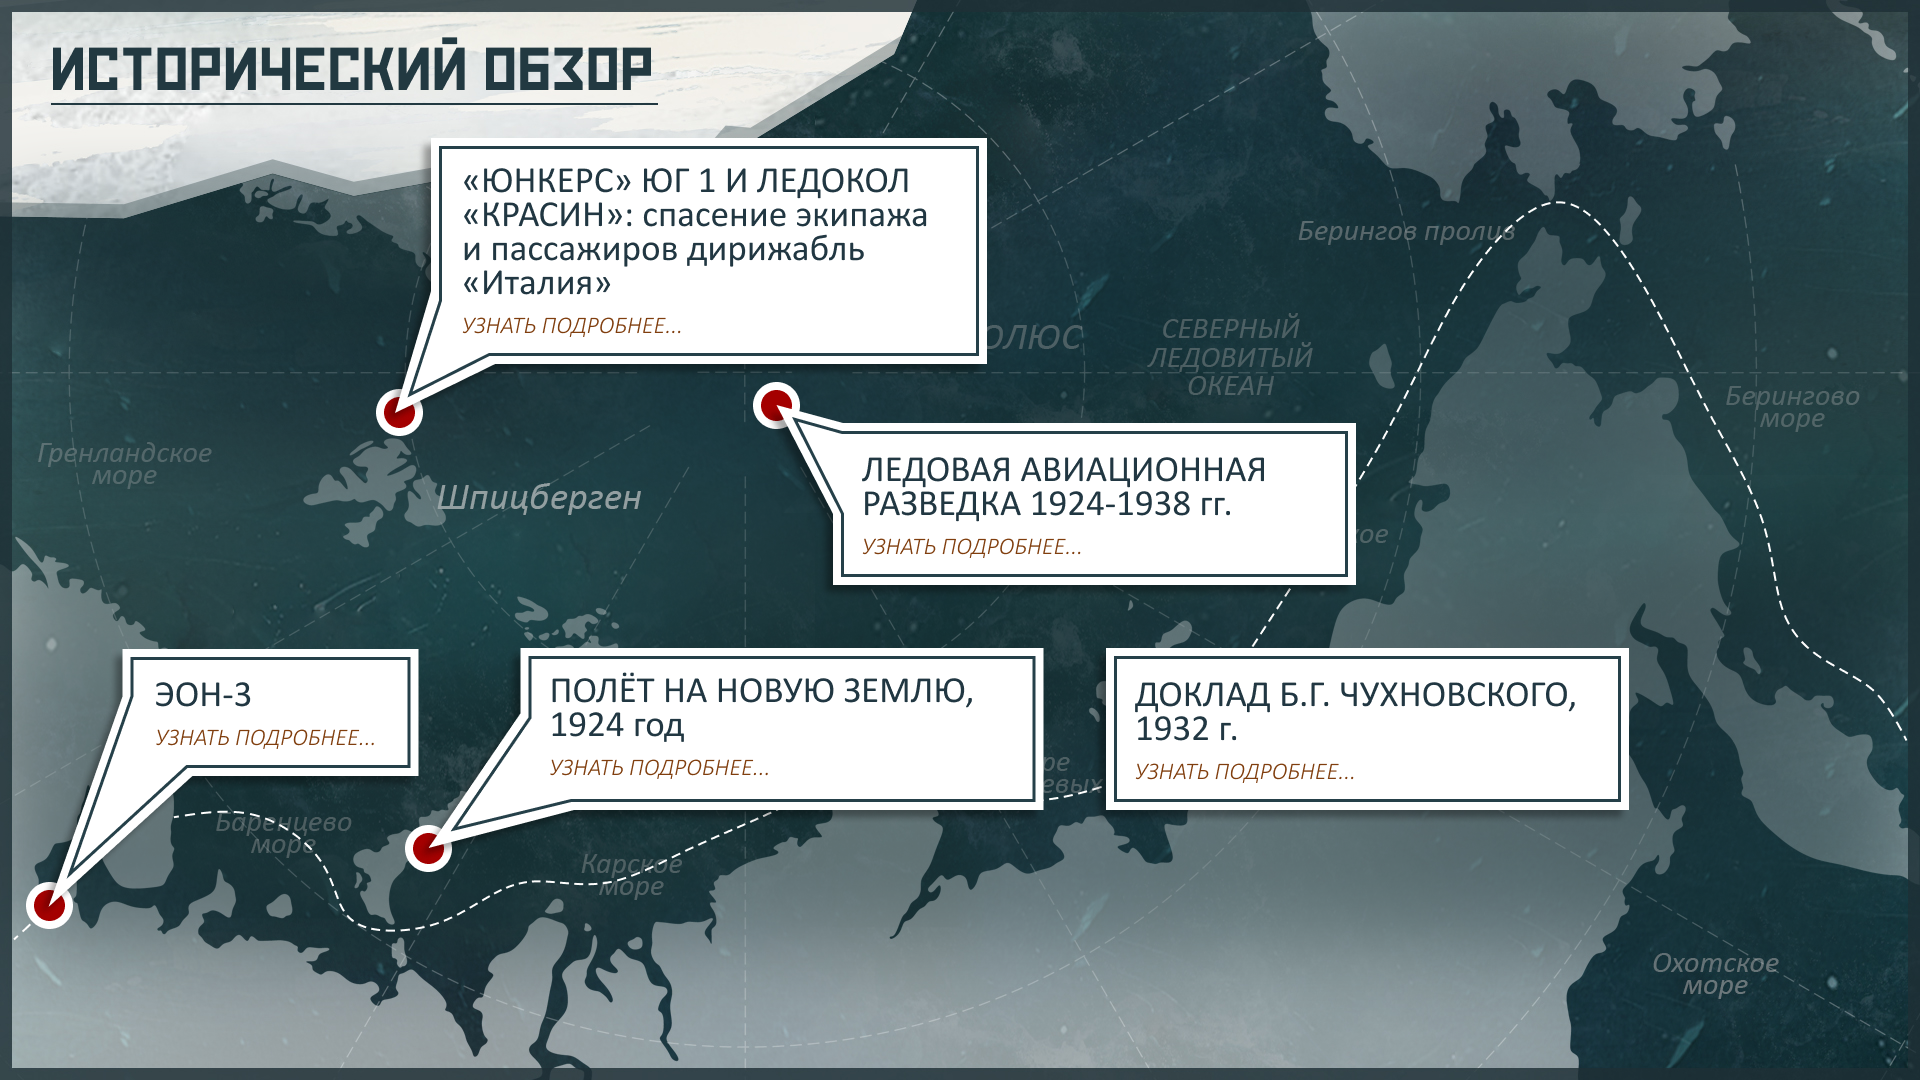 ИСТОРИЧЕСКИЙ ОБЗОР
«ЮНКЕРС» ЮГ 1 И ЛЕДОКОЛ
«КРАСИН»: спасение экипажа
и пассажиров дирижабль
«Италия»
УЗНАТЬ ПОДРОБНЕЕ...
Берингов пролив
СЕВЕРНЫЙ
ЛЕДОВИТЫЙ
ОКЕАН
Берингово
море
Гренландское
море
Шпицберген
ЛЕДОВАЯ АВИАЦИОННАЯ
РАЗВЕДКА 1924-1938 гг.
УЗНАТЬ ПОДРОБНЕЕ...
ЭОН-3
УЗНАТЬ ПОДРОБНЕЕ...
ПОЛЁТ НА НОВУЮ ЗЕМЛЮ,
1924 год
УЗНАТЬ ПОДРОБНЕЕ...
ДОКЛАД Б.Г. ЧУХНОВСКОГО,
1932 г.
УЗНАТЬ ПОДРОБНЕЕ...
Баренцево
море
Карское
море
Охотское
море